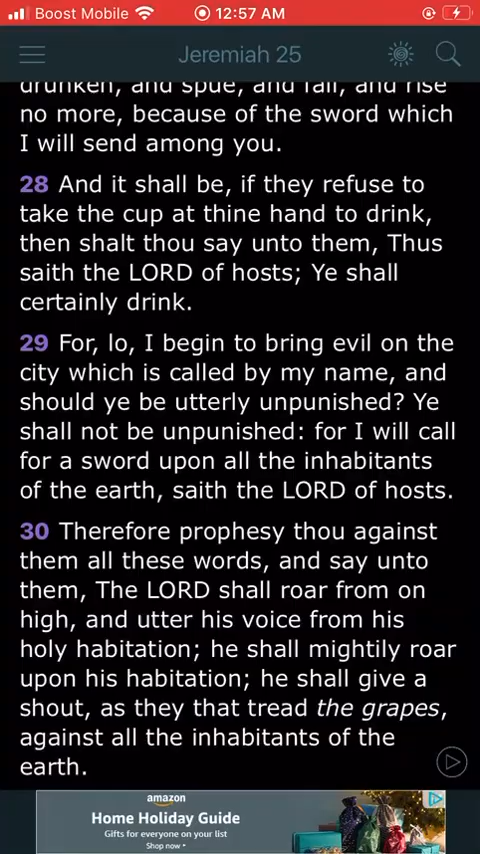 Boost Mobile 12:57 AM
Jeremiah 25
drunken, and spue, and fall, and rise
no more, because of the sword which
I will send among you.
28 And it shall be, if they refuse to
take the cup at thine hand to drink,
then shalt thou say unto them, Thus
saith the LORD of hosts; Ye shall
certainly drink.
29 For, lo, I begin to bring evil on the
city which is called by my name, and
should ye be utterly unpunished? Ye
shall not be unpunished: for I will call
for a sword upon all the inhabitants
of the earth, saith the LORD of hosts.
30 Therefore prophesy thou against
them all these words, and say unto
them, The LORD shall roar from on
high, and utter his voice from his
holy habitation; he shall mightily roar
upon his habitation; he shall give a
shout, as they that tread the grapes,
against all the inhabitants of the
earth.
amazon
Home Holiday Guide
Gifts for everyone on your list
Shop now